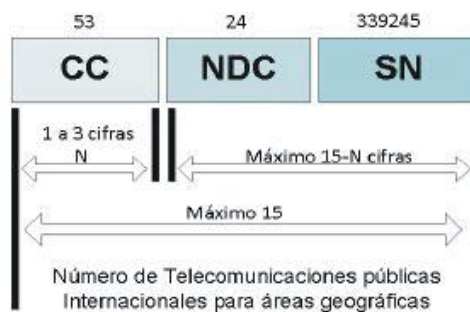 53 24 339245
CC NDC SN
1 a 3 cifras
N
Máximo 15-N cifras
Máximo 15
Número de Telecomunicaciones públicas
Internacionales para áreas geográficas